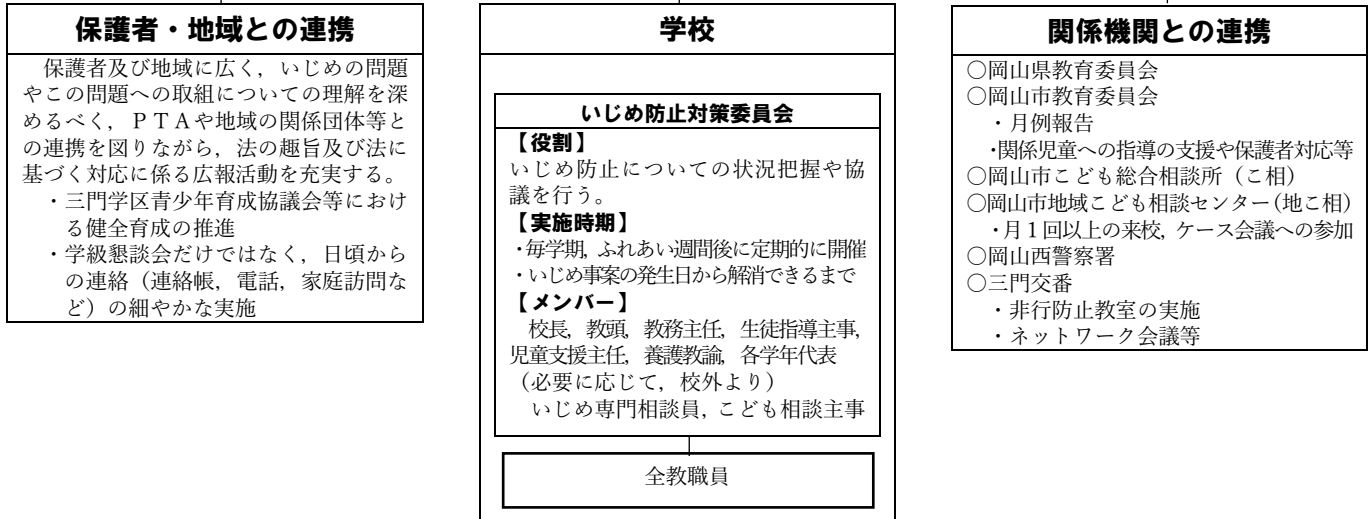 保護者・地域との連携
保護者及び地域に広く，いじめの問題
やこの問題への取組についての理解を深
めるべく，ＰＴＡや地域の関係団体等と
の連携を図りながら，法の趣旨及び法に
基づく対応に係る広報活動を充実する。
・三門学区青少年育成協議会等におけ
る健全育成の推進
・学級懇談会だけではなく，日頃から
の連絡（連絡帳，電話，家庭訪問な
ど）の細やかな実施
学校
いじめ防止対策委員会
【役割】
いじめ防止についての状況把握や協
議を行う。
【実施時期】
・毎学期，ふれあい週間後に定期的に開催
・いじめ事案の発生日から解消できるまで
【メンバー】
校長，教頭，教務主任，生徒指導主事，
児童支援主任，養護教諭，各学年代表
（必要に応じて，校外より）
いじめ専門相談員，こども相談主事
全教職員
関係機関との連携
○岡山県教育委員会
○岡山市教育委員会
・月例報告
・関係児童への指導の支援や保護者対応等
○岡山市こども総合相談所（こ相）
○岡山市地域こども相談センター（地こ相）
・月１回以上の来校，ケース会議への参加
○岡山西警察署
○三門交番
・非行防止教室の実施
・ネットワーク会議等